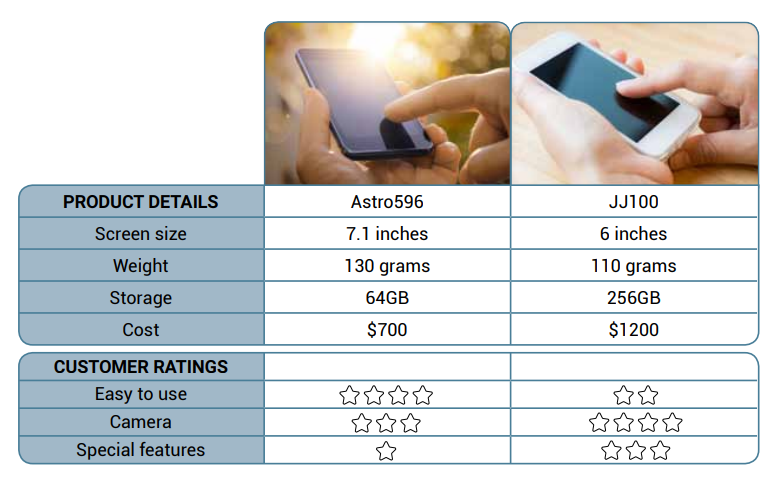 PRODUCT DETAILS Astro596 JJ100
Screen size 7.1 inches 6 inches
Weight 130 grams 110 grams
Storage 64GB 256GB
Cost $700 $1200
CUSTOMER RATINGS
Easy to use
Camera
Special features